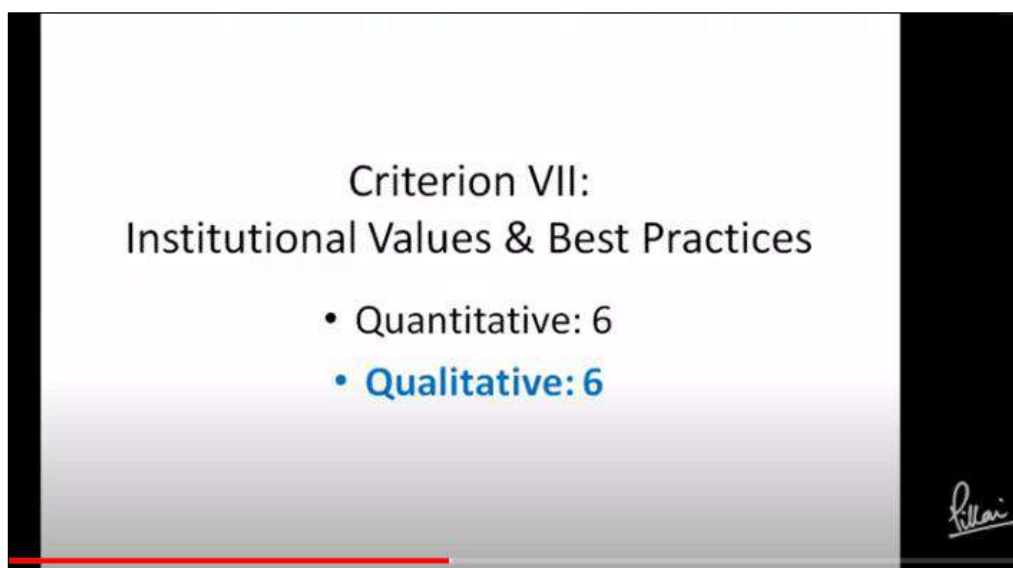 Criterion VII:
Institutional Values & Best Practices
• Quantitative: 6
• Qualitative: 6
Pillai